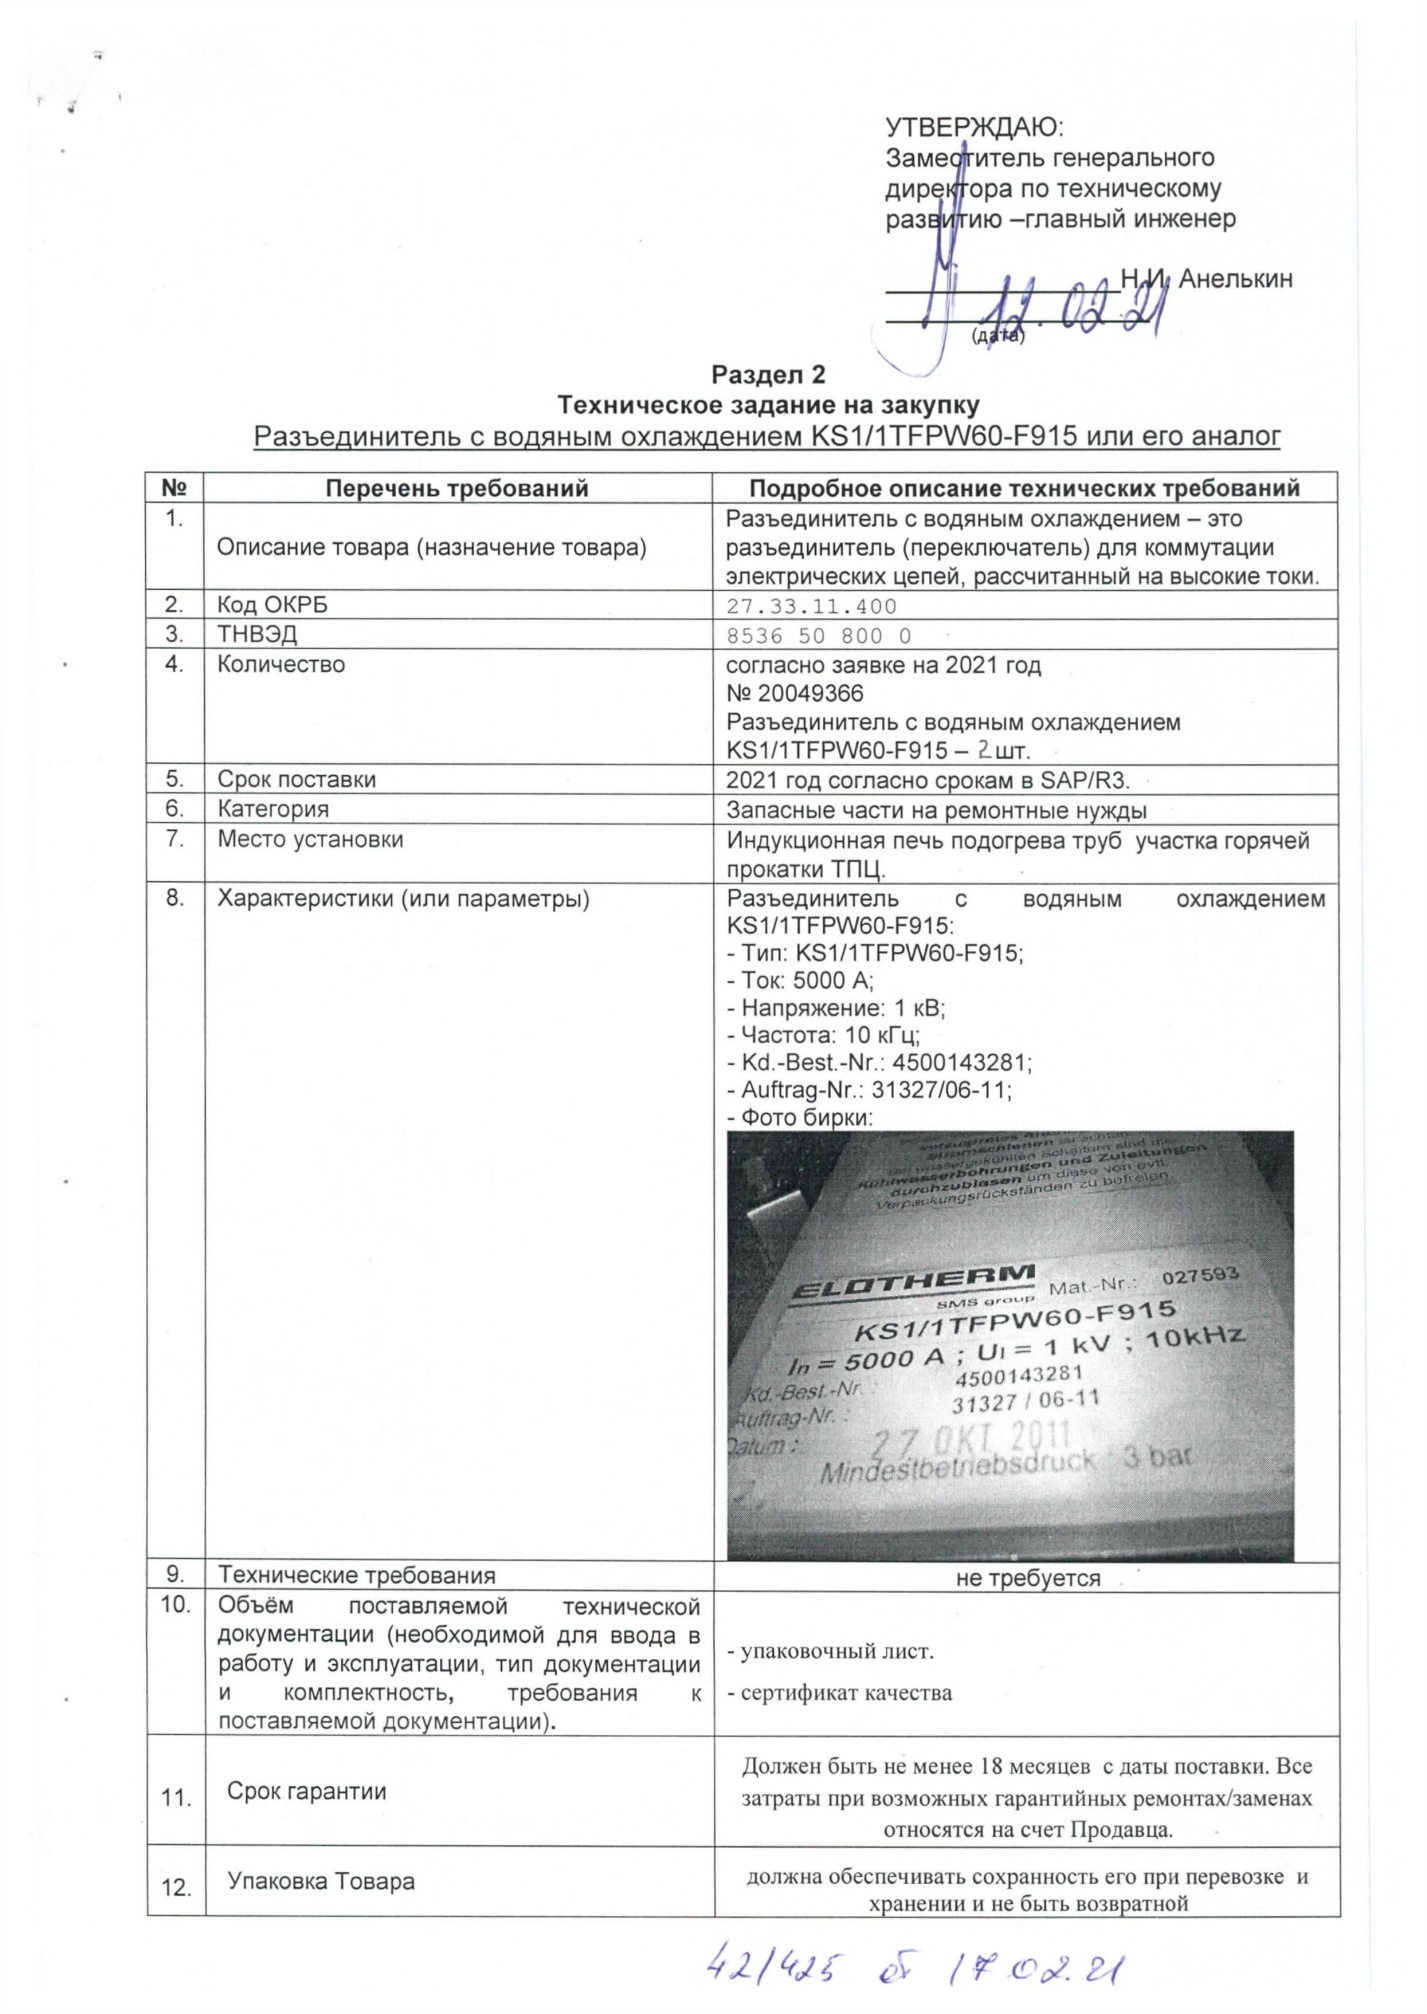 УТВЕРЖДАЮ:
Заместитель генерального
директора по техническому
развитию –главный инженер
Н.И. Анелькин
12.02.21
(дата)
Раздел 2
Техническое задание на закупку
Разъединитель с водяным охлаждением KS1/1TFPW60-F915 или его аналог
№ Перечень требований Подробное описание технических требований
1. Описание товара (назначение товара)
Разъединитель с водяным охлаждением – это
разъединитель (переключатель) для коммутации
электрических цепей, рассчитанный на высокие токи.
2. Код ОКРБ 27.33.11.400
3. ТНВЭД 8536 50 800 0
4. Количество согласно заявке на 2021 год
№ 20049366
Разъединитель с водяным охлаждением
KS1/1TFPW60-F915 – 2 шт.
5. Срок поставки 2021 год согласно срокам в SAP/R3.
6. Категория Запасные части на ремонтные нужды
7. Место установки Индукционная печь подогрева труб участка горячей
прокатки ТПЦ.
8. Характеристики (или параметры) Разъединитель с водяным охлаждением
KS1/1TFPW60-F915:
- Тип: KS1/1TFPW60-F915;
- Ток: 5000 А;
- Напряжение: 1 кВ;
- Частота: 10 кГц;
- Kd.-Best.-Nr.: 4500143281;
- Auftrag-Nr.: 31327/06-11;
- Фото бирки:
Kühlwasserbohrungen und Zuleitungen
durchzublasen um diese von evtl.
Verpackungsrückständen zu befreien
ELOTHERM Mat.-Nr.: 027593
SMS group
KS1/1TFPW60-F915
In = 5000 A ; Ui = 1 kV ; 10kHz
Kd.-Best.-Nr. : 4500143281
Auftrag-Nr. : 31327 / 06-11
Datum : 27 OKT 2011
Mindestbetriebsdruck : 3 bar
9. Технические требования не требуется
10. Объём поставляемой технической
документации (необходимой для ввода в
работу и эксплуатации, тип документации
и комплектность, требования к
поставляемой документации).
- упаковочный лист.
- сертификат качества
11. Срок гарантии
Должен быть не менее 18 месяцев с даты поставки. Все
затраты при возможных гарантийных ремонтах/заменах
относятся на счет Продавца.
12. Упаковка Товара
должна обеспечивать сохранность его при перевозке и
хранении и не быть возвратной
42/425 от 17.02.21